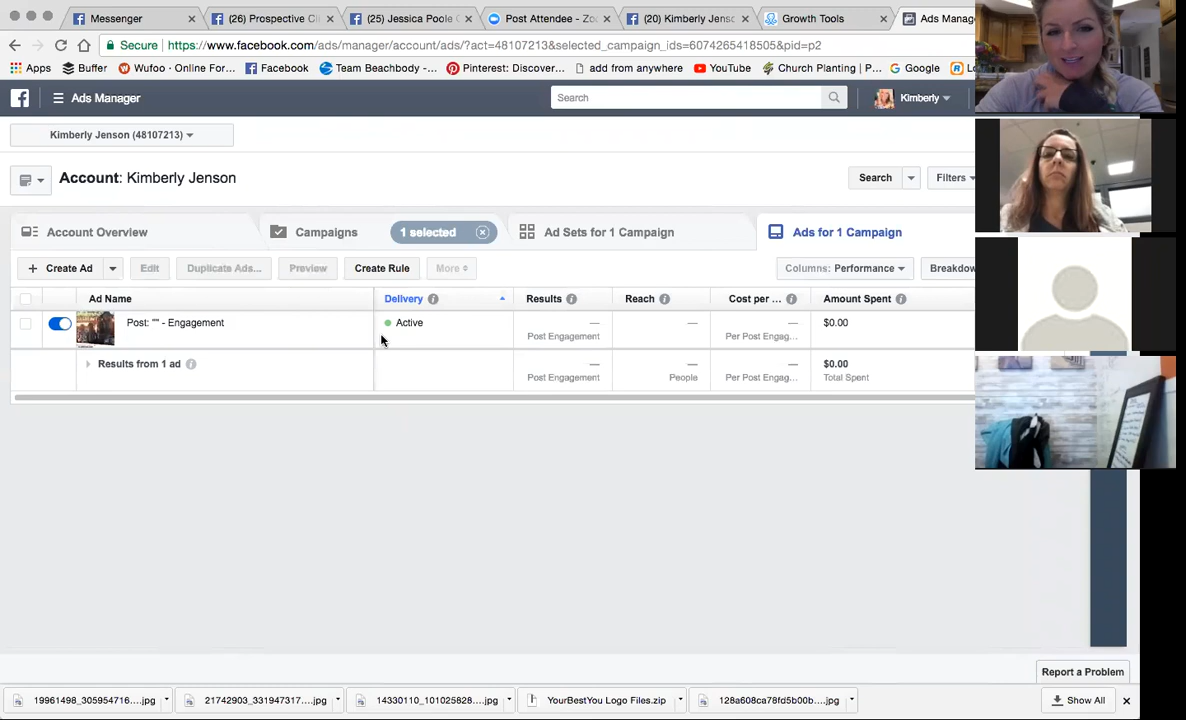 Messenger
(26) Prospective Cli
(25) Jessica Poole C
Post Attendee - Zoo
(20) Kimberly Jenso
Growth Tools
Ads Mana
Secure https://www.facebook.com/ads/manager/account/ads/?act=48107213&selected_campaign_ids=6074265418505&pid=p2
Apps Buffer Wufoo - Online For... Facebook Team Beachbody -... Pinterest: Discover... add from anywhere YouTube Church Planting | P... Google
Ads Manager Search Kimberly
Kimberly Jenson (48107213)
Account: Kimberly Jenson Search Filters
Account Overview Campaigns 1 selected Ad Sets for 1 Campaign Ads for 1 Campaign
+ Create Ad Edit Duplicate Ads... Preview Create Rule More Columns: Performance Breakdow
Ad Name Delivery Results Reach Cost per ... Amount Spent
Post: "" - Engagement Active — — — $0.00
Post Engagement Per Post Engag...
Results from 1 ad — — — $0.00
Post Engagement People Per Post Engag... Total Spent
Report a Problem
19961498_305954716....jpg 21742903_331947317....jpg 14330110_101025828....jpg YourBestYou Logo Files.zip 128a608ca78fd5b00b....jpg Show All